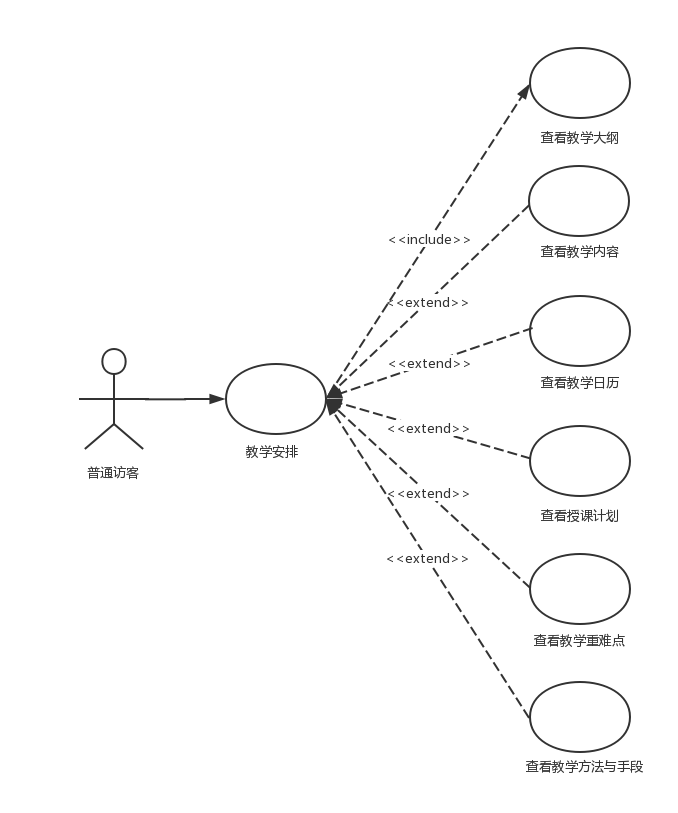 查看教学大纲
<<include>>
查看教学内容
<<extend>>
<<extend>>
查看教学日历
普通访客
教学安排
<<extend>>
查看授课计划
<<extend>>
<<extend>>
查看教学重难点
查看教学方法与手段